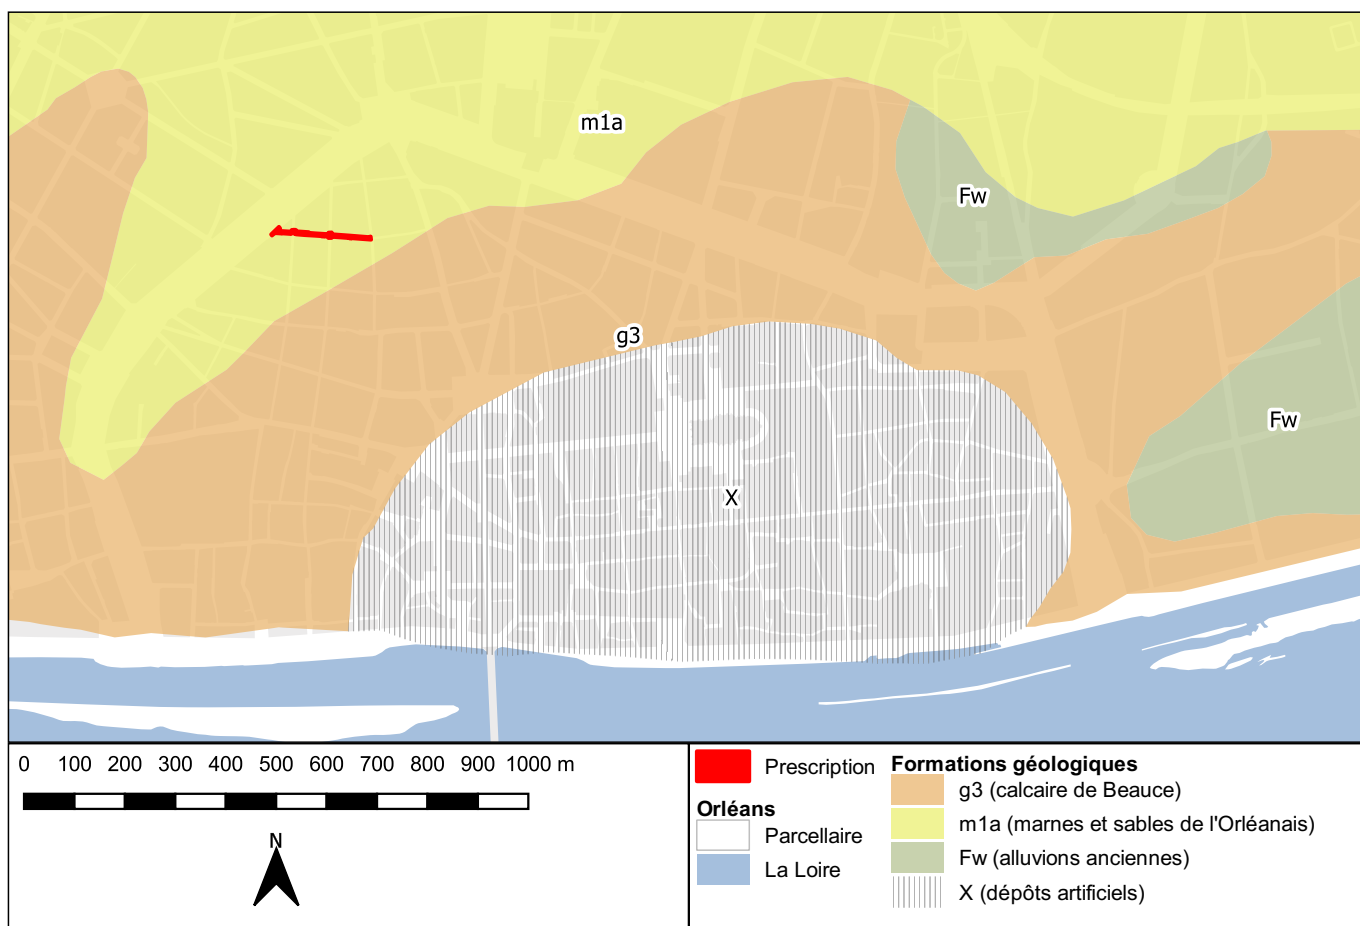 m1a
Fw
g3
Fw
X
0 100 200 300 400 500 600 700 800 900 1000 m
N
Prescription
Orléans
Parcellaire
La Loire
Formations géologiques
g3 (calcaire de Beauce)
m1a (marnes et sables de l'Orléanais)
Fw (alluvions anciennes)
X (dépôts artificiels)